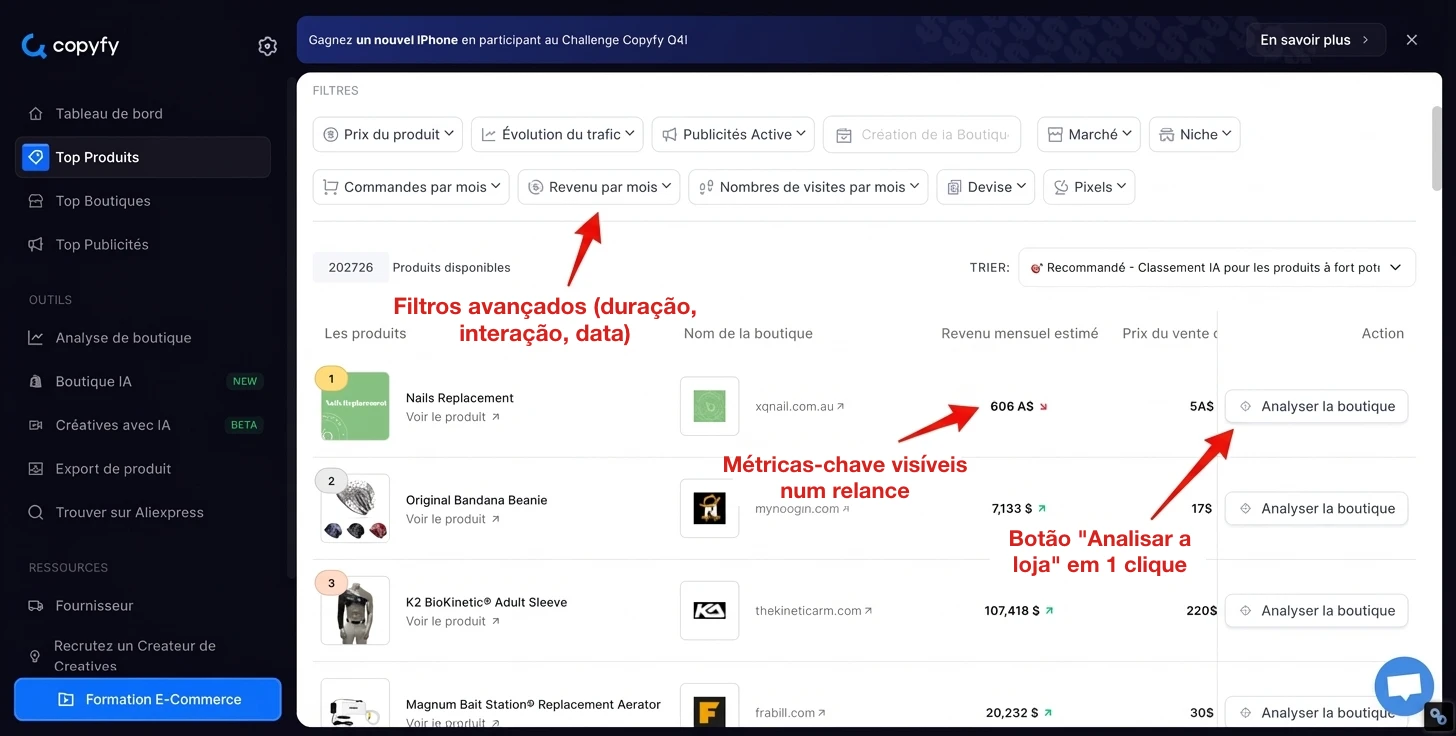 copyfy
Gagnez un nouvel IPhone en participant au Challenge Copyfy O4!
En savoir plus
Tableau de bord
Top Produits
Top Boutiques
Top Publicités
OUTILS
Analyse de boutique
Boutique IA NEW
Créatives avec IA BETA
Export de produit
Trouver sur Aliexpress
RESSOURCES
Fournisseur
Recrutez un Createur de
Creatives
Formation E-Commerce
FILTRES
Prix du produit Évolution du trafic Publicités Active Création de la Boutiqu Marché Niche
Commandes par mois Revenu par mois Nombres de visites par mois Devise Pixels
202726 Produits disponibles
TRIER: Recommandé - Classement IA pour les produits à fort pot
Filtros avançados (duração,
interação, data)
Les produits Nom de la boutique Revenu mensuel estimé Prix du vente Action
1
Nails Replacement
Nails Replacement
Voir le produit
xqnail.com.au
606 A$
5A$
Analyser la boutique
Métricas-chave visíveis
num relance
2
Original Bandana Beanie
Voir le produit
mynoogin.com
7,133 $
17$
Analyser la boutique
Botão "Analisar a
loja" em 1 clique
3
K2 BioKinetic® Adult Sleeve
Voir le produit
KA
thekineticarm.com
107,418 $
220$
Analyser la boutique
Magnum Bait Station® Replacement Aerator
Voir le produit
F
frabill.com
20,232 $
30$
Analyser la boutique